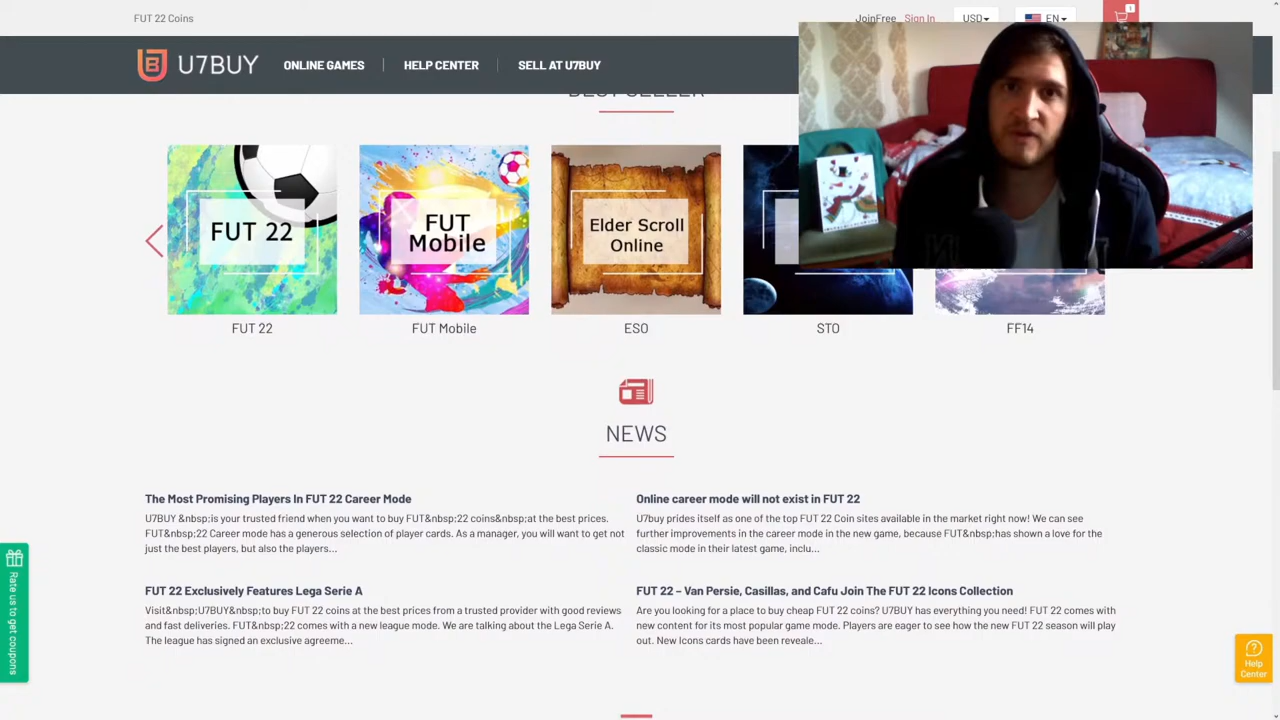 FUT 22 Coins
JoinFree Sign In
USD
EN
1
U7BUY
ONLINE GAMES
HELP CENTER
SELL AT U7BUY
BEST SELLER
FUT 22
FUT
Mobile
Elder Scroll
Online
FUT 22
FUT Mobile
ESO
STO
FF14
NEWS
The Most Promising Players In FUT 22 Career Mode
U7BUY &nbsp;is your trusted friend when you want to buy FUT&nbsp;22 coins&nbsp;at the best prices.
FUT&nbsp;22 Career mode has a generous selection of player cards. As a manager, you will want to get not
just the best players, but also the players...
Online career mode will not exist in FUT 22
U7buy prides itself as one of the top FUT 22 Coin sites available in the market right now! We can see
further improvements in the career mode in the new game, because FUT&nbsp;has shown a love for the
classic mode in their latest game, inclu...
FUT 22 Exclusively Features Lega Serie A
Visit&nbsp;U7BUY&nbsp;to buy FUT 22 coins at the best prices from a trusted provider with good reviews
and fast deliveries. FUT&nbsp;22 comes with a new league mode. We are talking about the Lega Serie A.
The league has signed an exclusive agreeme...
FUT 22 – Van Persie, Casillas, and Cafu Join The FUT 22 Icons Collection
Are you looking for a place to buy cheap FUT 22 coins? U7BUY has everything you need! FUT 22 comes with
new content for its most popular game mode. Players are eager to see how the new FUT 22 season will play
out. New Icons cards have been reveale...
Rate us to get coupons
Help
Center